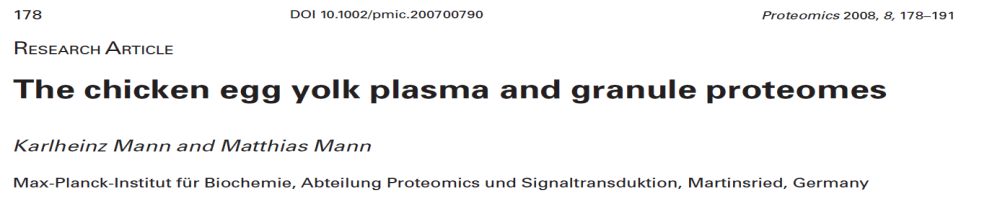 178
DOI 10.1002/pmic.200700790
Proteomics 2008, 8, 178–191
RESEARCH ARTICLE
The chicken egg yolk plasma and granule proteomes
Karlheinz Mann and Matthias Mann
Max-Planck-Institut für Biochemie, Abteilung Proteomics und Signaltransduktion, Martinsried, Germany